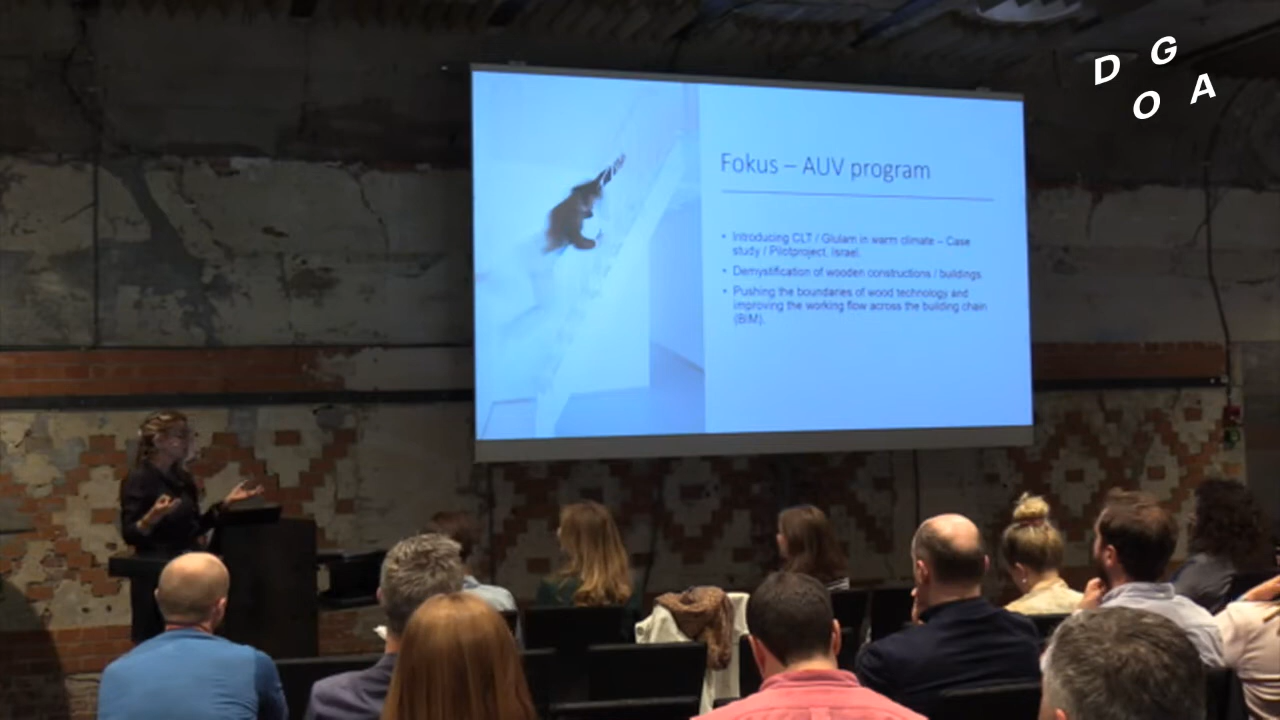 D G
O A
Fokus – AUV program
• Introducing CLT / Glulam in warm climate – Case
study / Pilotproject, Israel.
• Demystification of wooden constructions / buildings.
• Pushing the boundaries of wood technology and
improving the working flow across the building chain
(BIM).